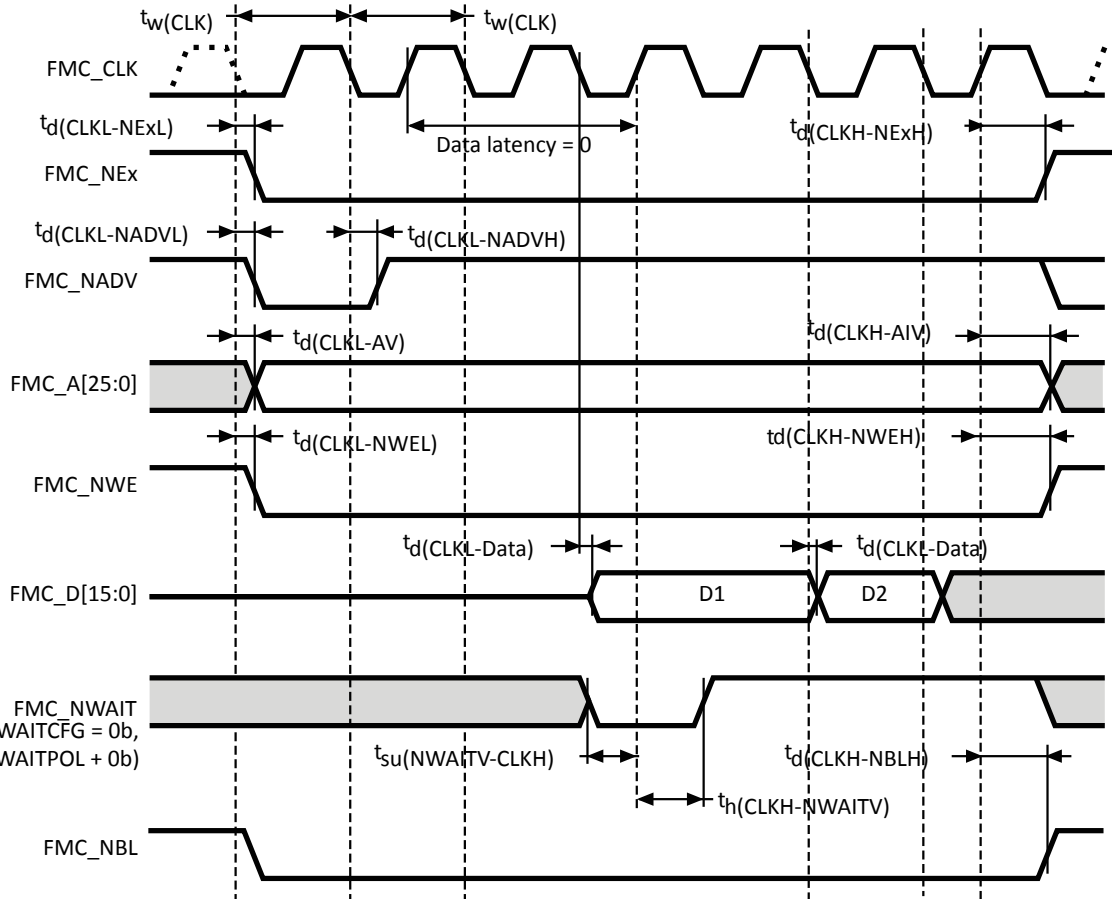 tw(CLK) tw(CLK)
FMC_CLK
td(CLKL-NExL) Data latency = 0 td(CLKH-NExH)
FMC_NEx
td(CLKL-NADVL) td(CLKL-NADVH)
FMC_NADV
td(CLKL-AV) td(CLKH-AIV)
FMC_A[25:0]
td(CLKL-NWEL) td(CLKH-NWEH)
FMC_NWE
td(CLKL-Data) td(CLKL-Data)
FMC_D[15:0] D1 D2
FMC_NWAIT
WAITCFG = 0b,
WAITPOL + 0b)
tsu(NWAITV-CLKH) td(CLKH-NBLH)
th(CLKH-NWAITV)
FMC_NBL